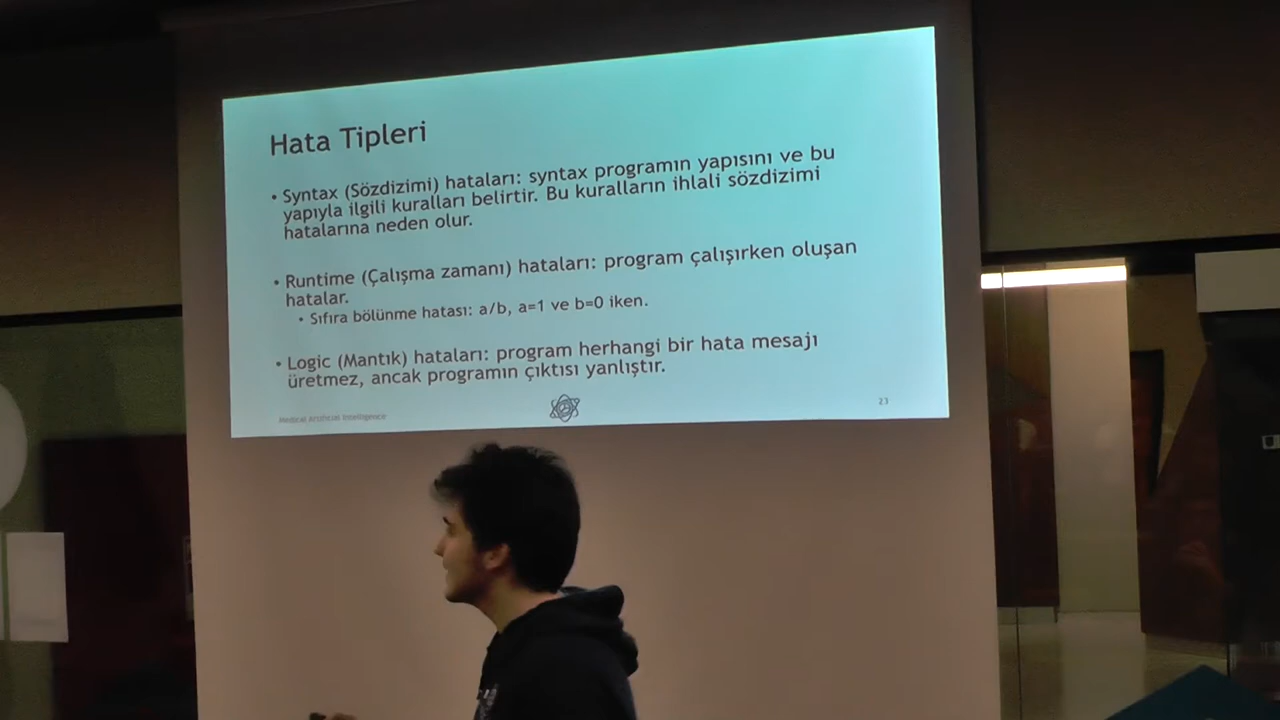 Hata Tipleri
• Syntax (Sözdizimi) hataları: syntax programın yapısını ve bu
yapıyla ilgili kuralları belirtir. Bu kuralların ihlali sözdizimi
hatalarına neden olur.
• Runtime (Çalışma zamanı) hataları: program çalışırken oluşan
hatalar.
• Sıfıra bölünme hatası: a/b, a=1 ve b=0 iken.
• Logic (Mantık) hataları: program herhangi bir hata mesajı
üretmez, ancak programın çıktısı yanlıştır.
Medical Artificial Intelligence
23